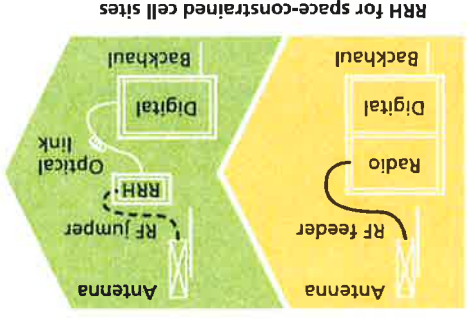 Antenna
RF feeder
Radio
Digital
Backhaul
Antenna
RF jumper
RRH
Optical
link
Digital
Backhaul
RRH for space-constrained cell sites